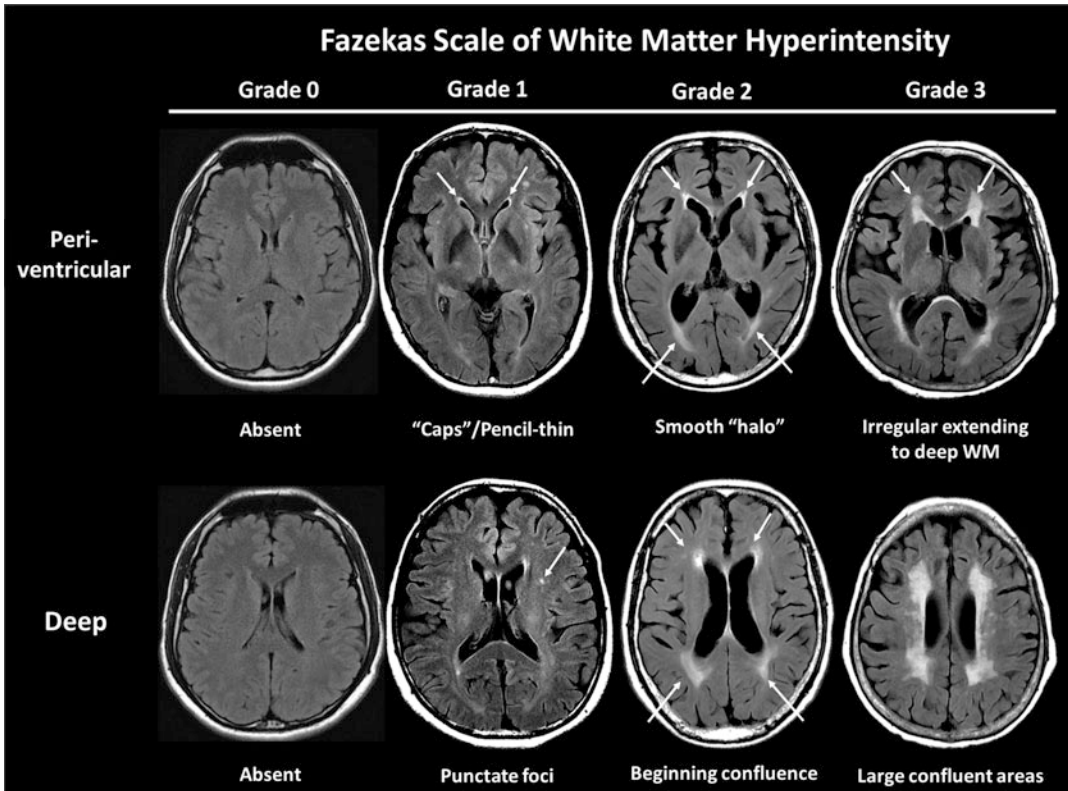 Fazekas Scale of White Matter Hyperintensity
Grade 0 Grade 1 Grade 2 Grade 3
Peri-
ventricular
Absent "Caps"/Pencil-thin Smooth "halo" Irregular extending
to deep WM
Deep
Absent Punctate foci Beginning confluence Large confluent areas